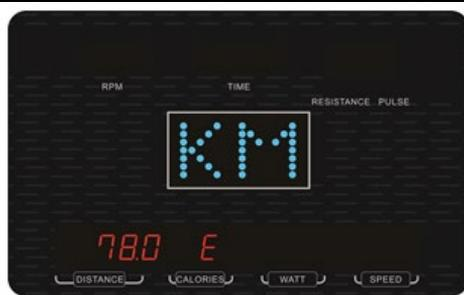 RPM TIME
RESISTANCE PULSE
KM
78.0 E
DISTANCE CALORIES WATT SPEED